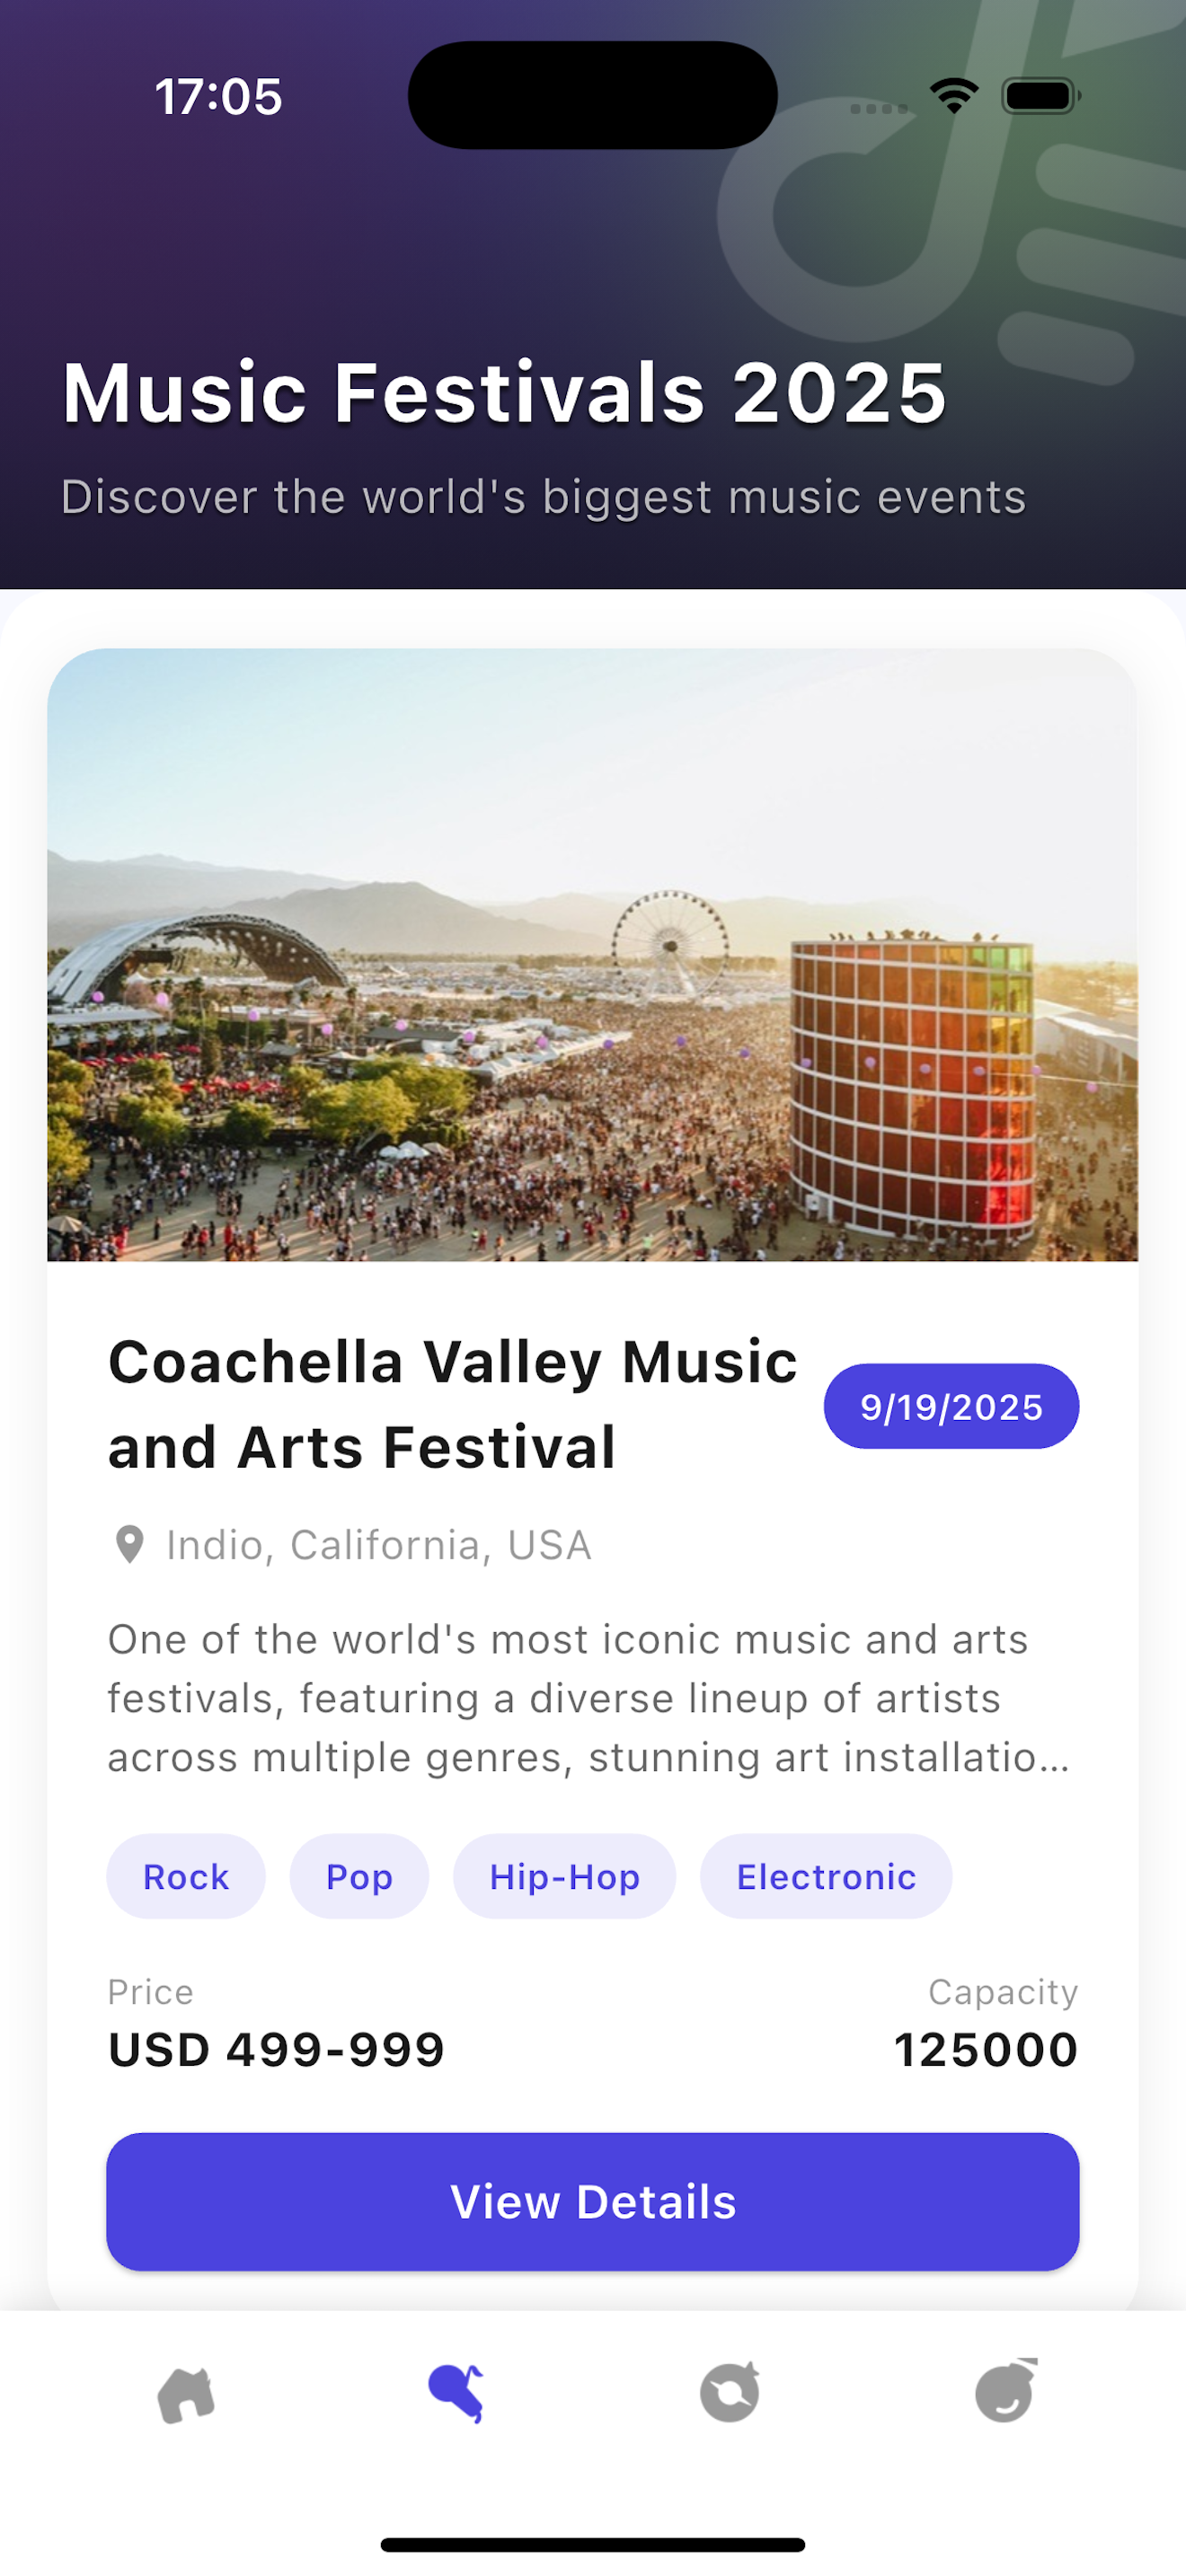 17:05
Music Festivals 2025
Discover the world's biggest music events
Coachella Valley Music
and Arts Festival
9/19/2025
Indio, California, USA
One of the world's most iconic music and arts
festivals, featuring a diverse lineup of artists
across multiple genres, stunning art installatio...
Rock Pop Hip-Hop Electronic
Price Capacity
USD 499-999 125000
View Details